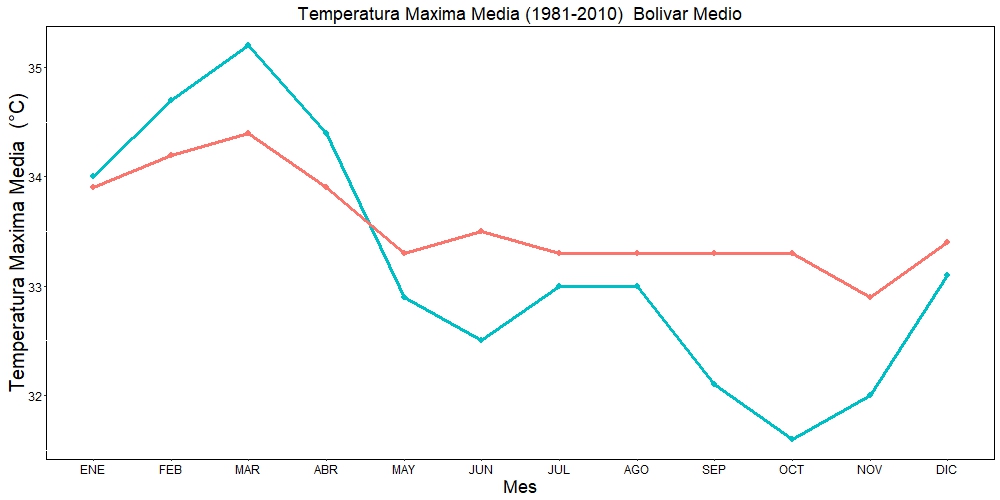 Temperatura Maxima Media (1981-2010)  Bolivar Medio
Temperatura Maxima Media  (°C)
35
34
33
32
ENE FEB MAR ABR MAY JUN JUL AGO SEP OCT NOV DIC
Mes